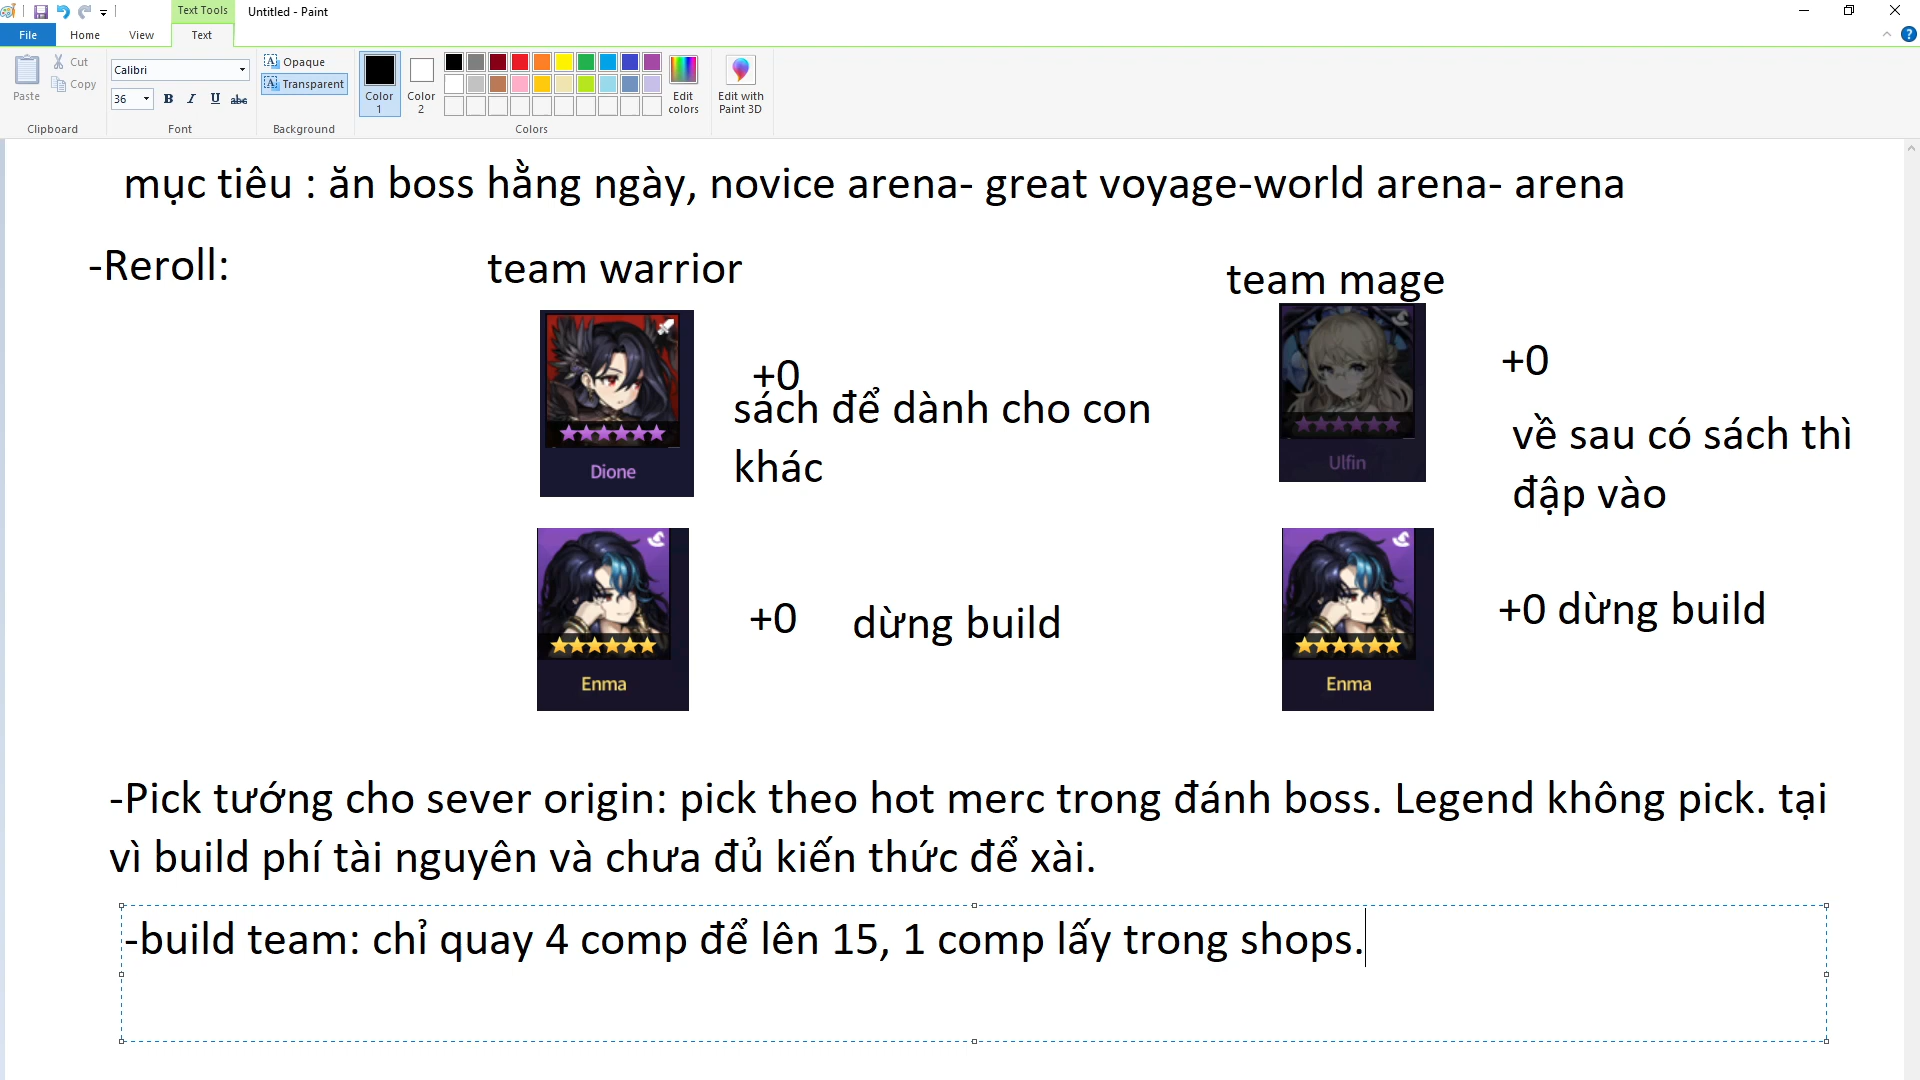 Text Tools
Untitled - Paint
File
Home
View
Text
Paste
Cut
Copy
Clipboard
Calibri
36
B I U abc
Font
Opaque
Transparent
Background
Color 1
Color 2
Edit colors
Colors
Edit with Paint 3D
mục tiêu : ăn boss hằng ngày, novice arena- great voyage-world arena- arena
-Reroll:
team warrior
team mage
Dione
+0
sách để dành cho con
khác
Ulfin
+0
về sau có sách thì
đập vào
Enma
+0
dừng build
Enma
+0 dừng build
-Pick tướng cho sever origin: pick theo hot merc trong đánh boss. Legend không pick. tại
vì build phí tài nguyên và chưa đủ kiến thức để xài.
-build team: chỉ quay 4 comp để lên 15, 1 comp lấy trong shops.